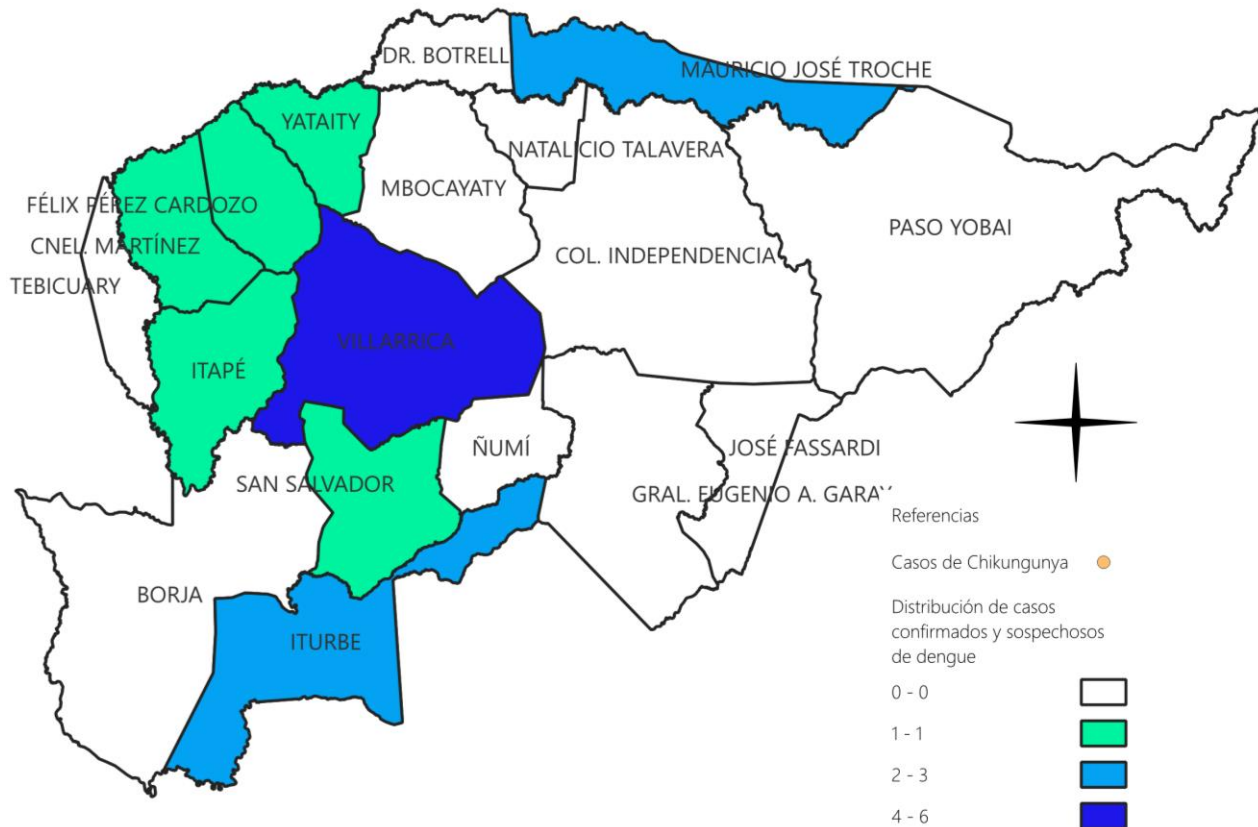 DR. BOTRELL
MAURICIO JOSÉ TROCHE
YATAITY
NATALICIO TALAVERA
MBOCAYATY
FÉLIX PÉREZ CARDOZO
PASO YOBAI
CNEL. MARTÍNEZ
COL. INDEPENDENCIA
TEBICUARY
VILLARRICA
ITAPÉ
ÑUMÍ
JOSÉ FASSARDI
SAN SALVADOR
GRAL. EUGENIO A. GARAY
BORJA
ITURBE
Referencias
Casos de Chikungunya
Distribución de casos
confirmados y sospechosos
de dengue
0 - 0
1 - 1
2 - 3
4 - 6